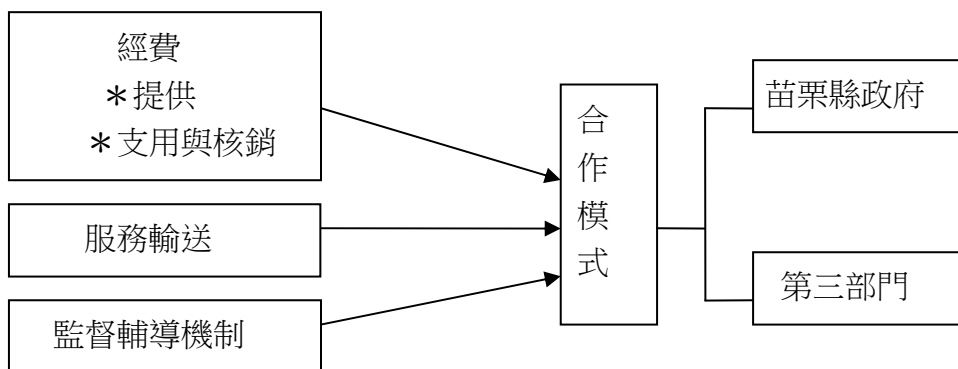 經費
＊提供
＊支用與核銷
服務輸送
監督輔導機制
合作模式
苗栗縣政府
第三部門